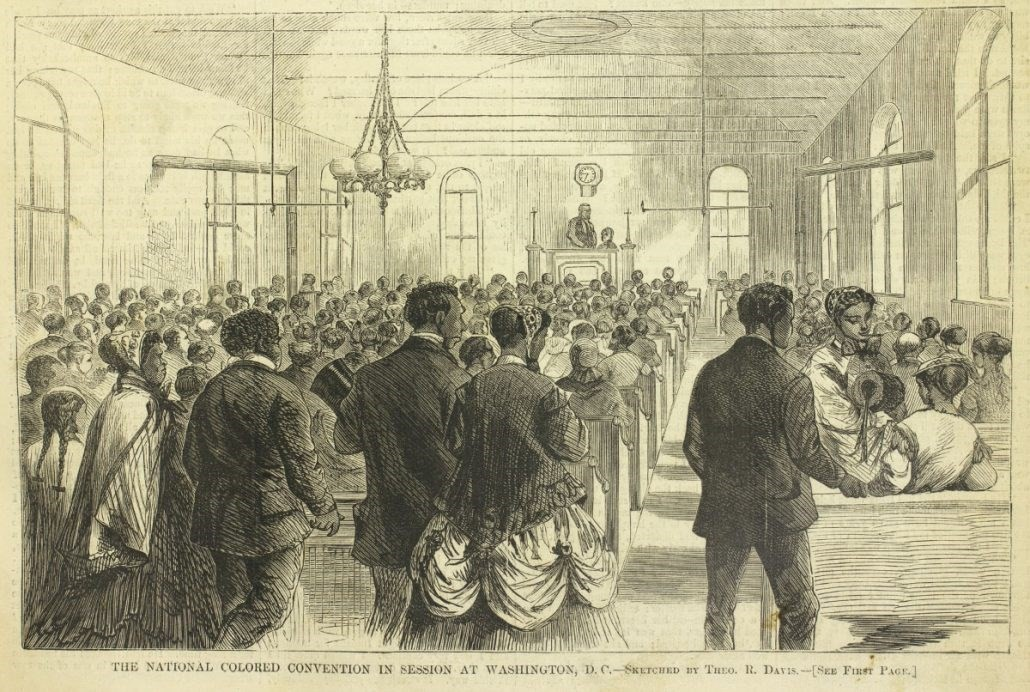 THE NATIONAL COLORED CONVENTION IN SESSION AT WASHINGTON, D. C.—Sketched by Theo. R. Davis.—[See First Page.]